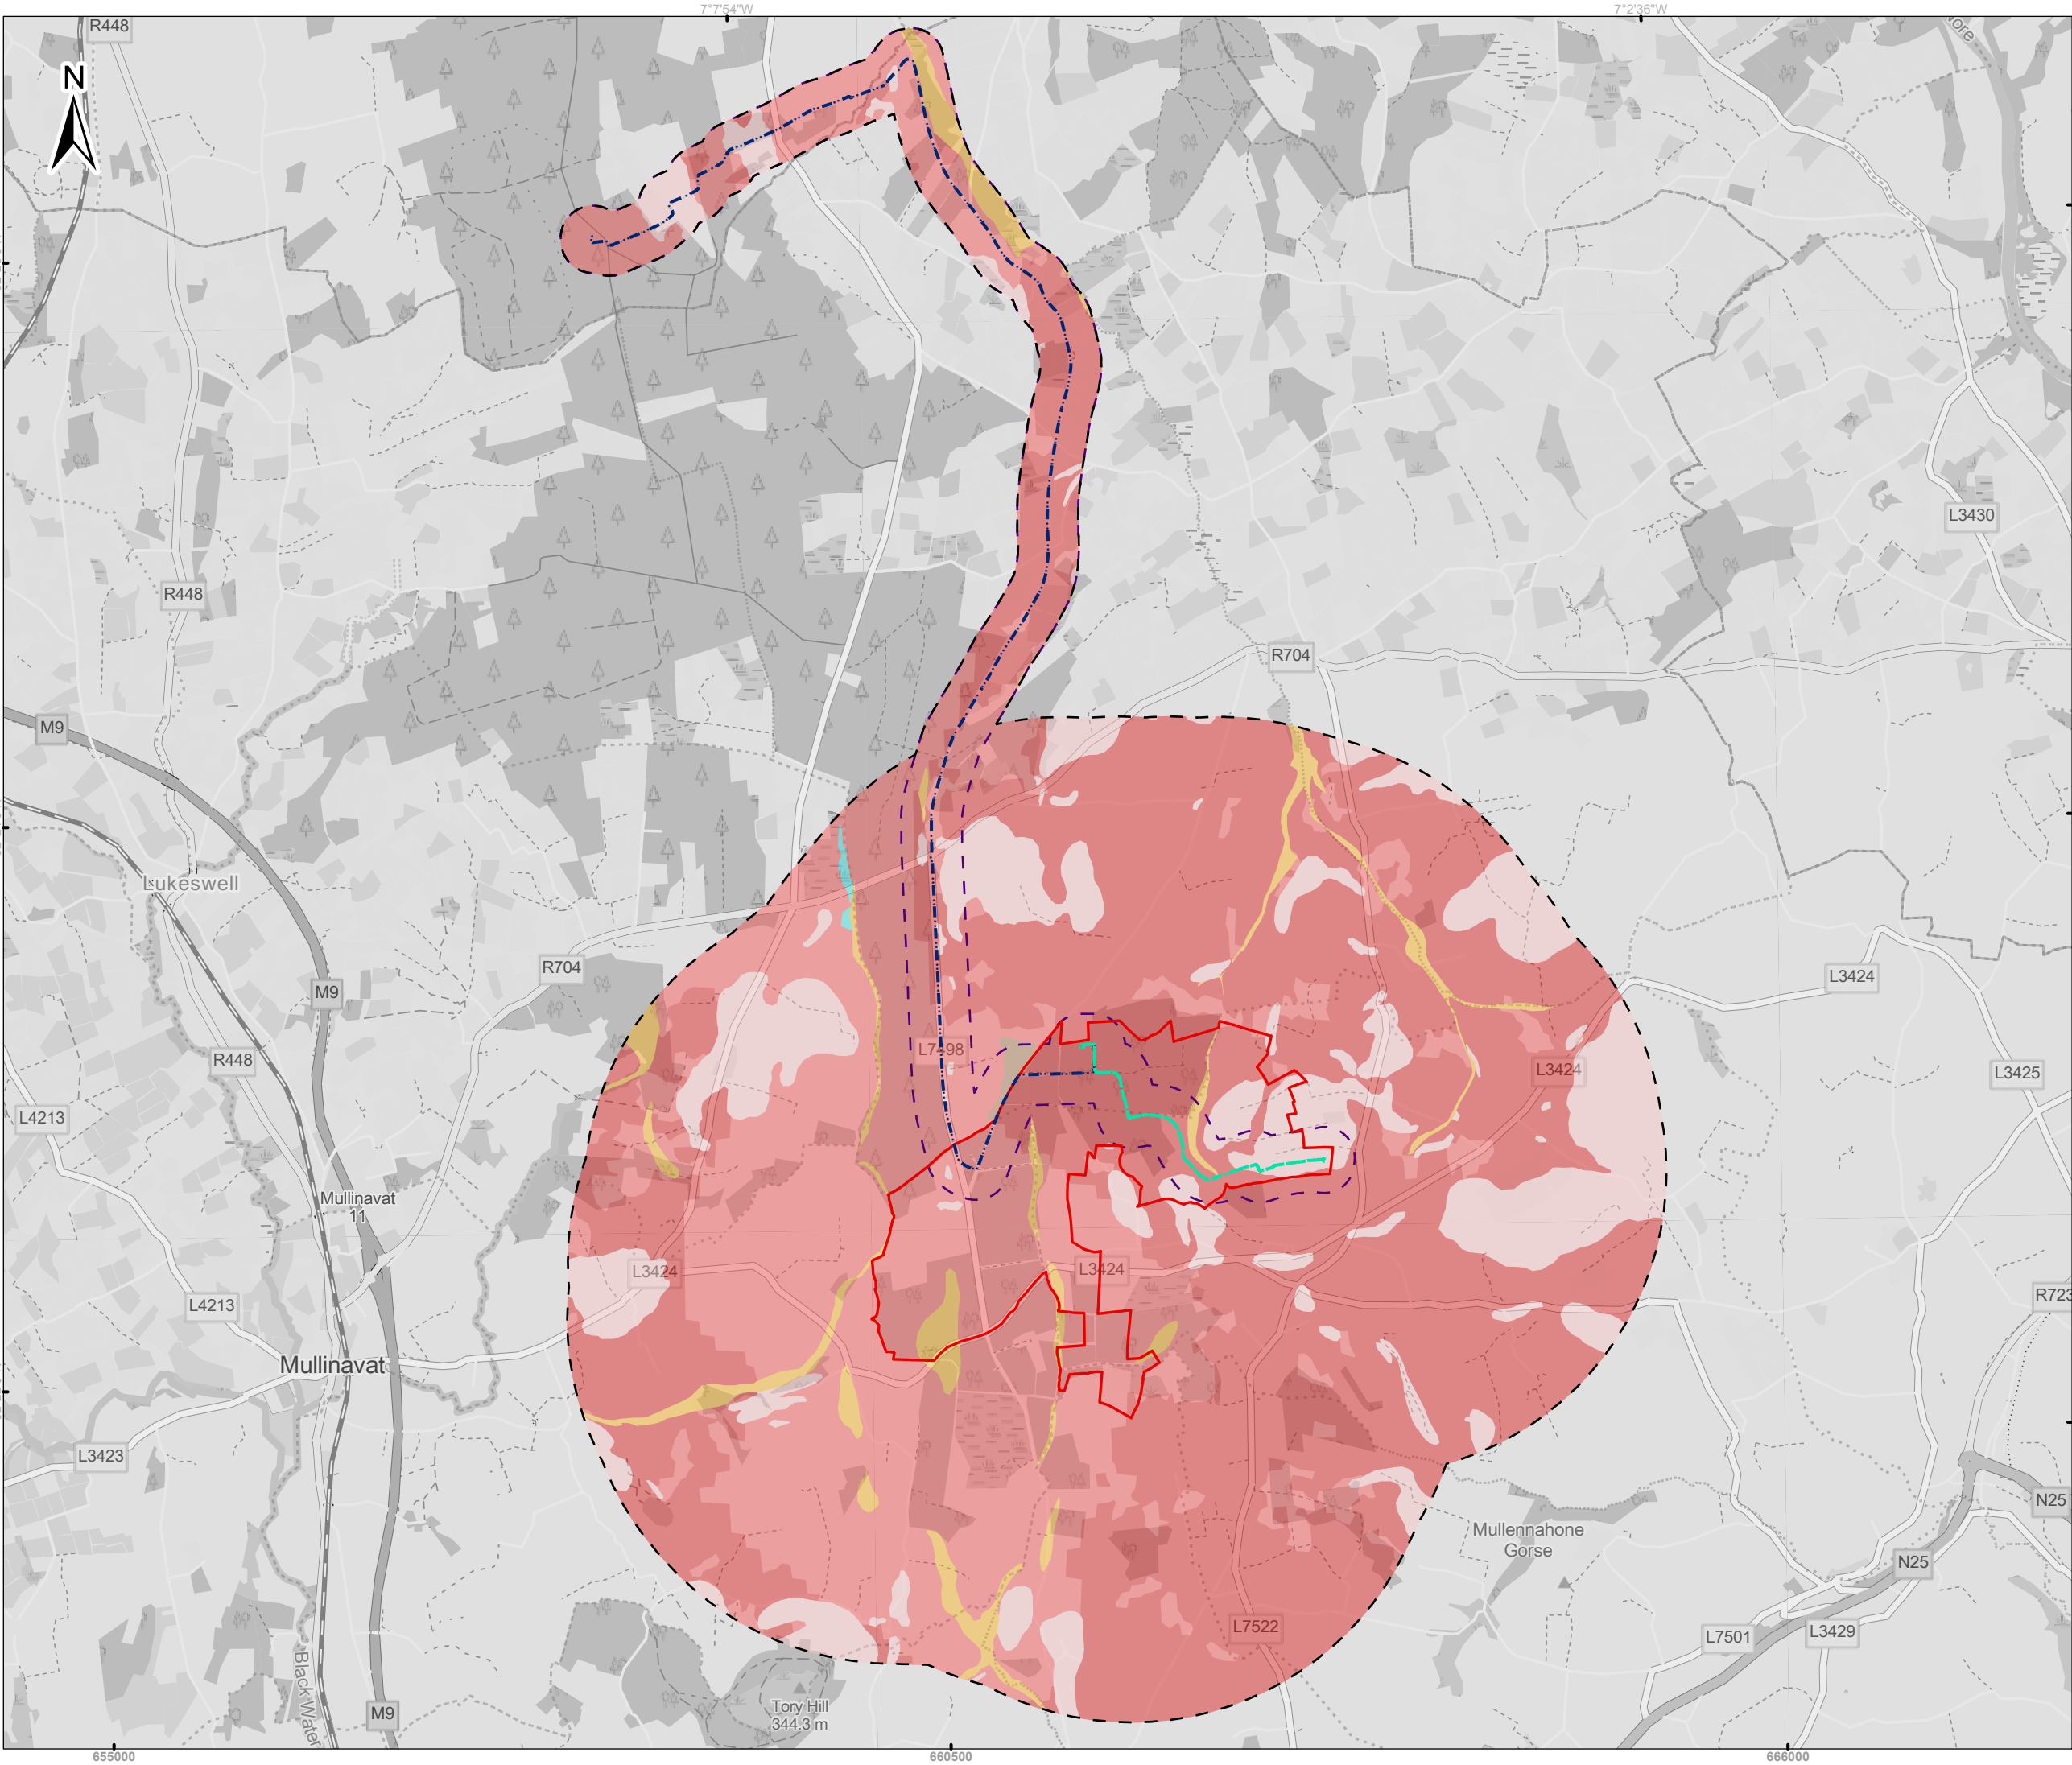 7°7'54"W
7°2'36"W
R448
N
L3430
R448
R704
M9
Lukeswell
R704
L3424
M9
R448
L7498
L3424
L3425
L4213
Mullinavat
11
L3424
L3424
L4213
R723
Mullinavat
L3423
N25
Mullennahone
Gorse
N25
L7522
L7501
L3429
Black Water
Tory Hill
344.3 m
M9
655000
660500
666000